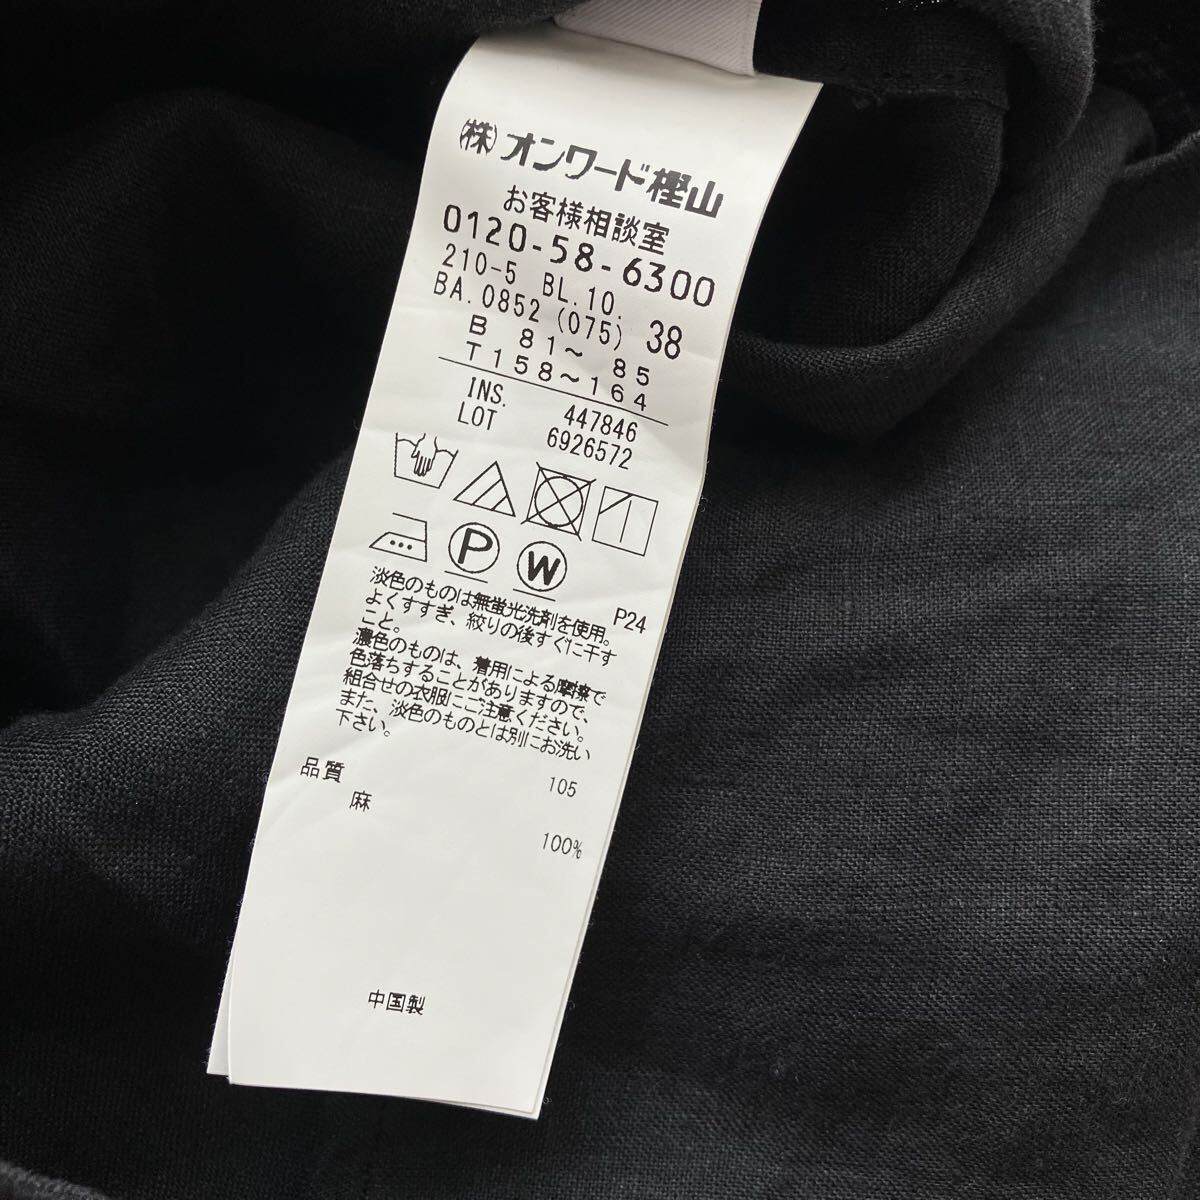 (株)オンワード樫山
お客様相談室
0120-58-6300
210-5 BL.10.
BA.0852 (075) 38
B 81～ 85
T158～164
INS. 447846
LOT 6926572
P
W
淡色のものは無蛍光洗剤を使用。 P24
よくすすぎ、絞りの後すぐに干す
こと。
濃色のものは、着用による摩擦で
色落ちすることがありますので、
組合せの衣服にご注意ください。
また、淡色のものとは別にお洗い
下さい。
品質 105
麻
100%
中国製